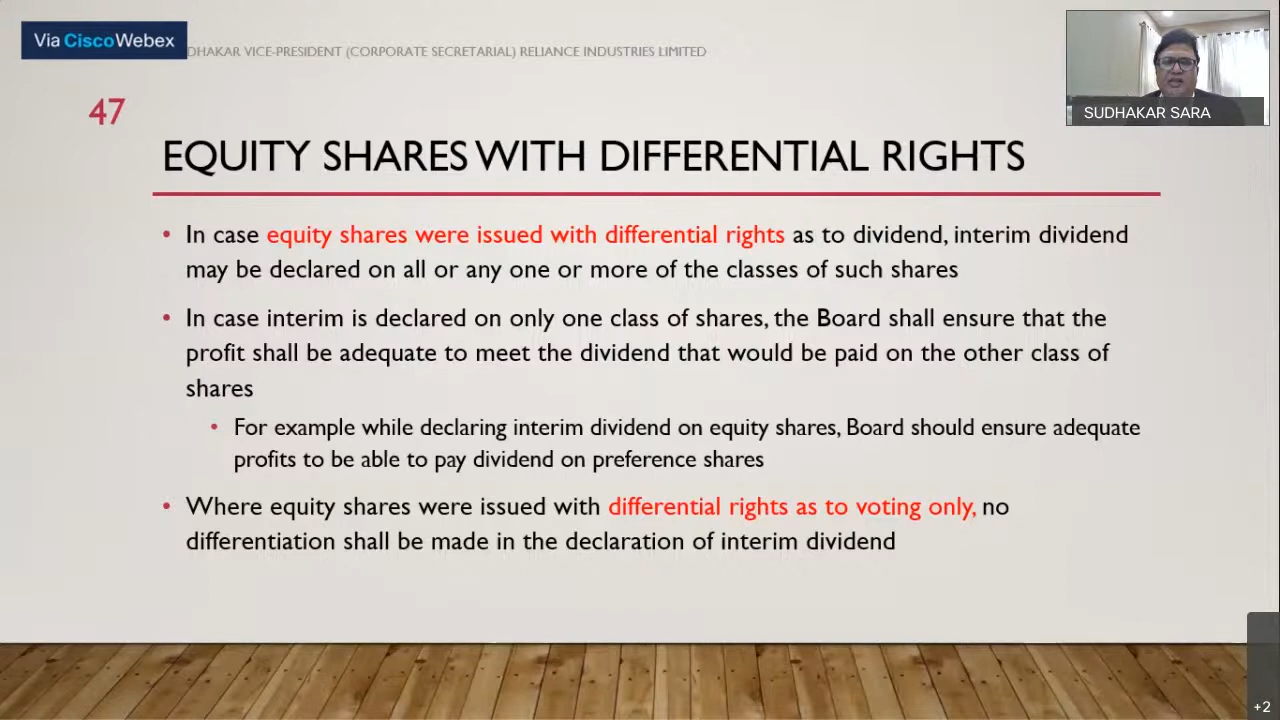 Via CiscoWebex
DHAKAR VICE-PRESIDENT (CORPORATE SECRETARIAL) RELIANCE INDUSTRIES LIMITED
SUDHAKAR SARA
47
EQUITY SHARES WITH DIFFERENTIAL RIGHTS
• In case equity shares were issued with differential rights as to dividend, interim dividend
may be declared on all or any one or more of the classes of such shares
• In case interim is declared on only one class of shares, the Board shall ensure that the
profit shall be adequate to meet the dividend that would be paid on the other class of
shares
• For example while declaring interim dividend on equity shares, Board should ensure adequate
profits to be able to pay dividend on preference shares
• Where equity shares were issued with differential rights as to voting only, no
differentiation shall be made in the declaration of interim dividend
+2